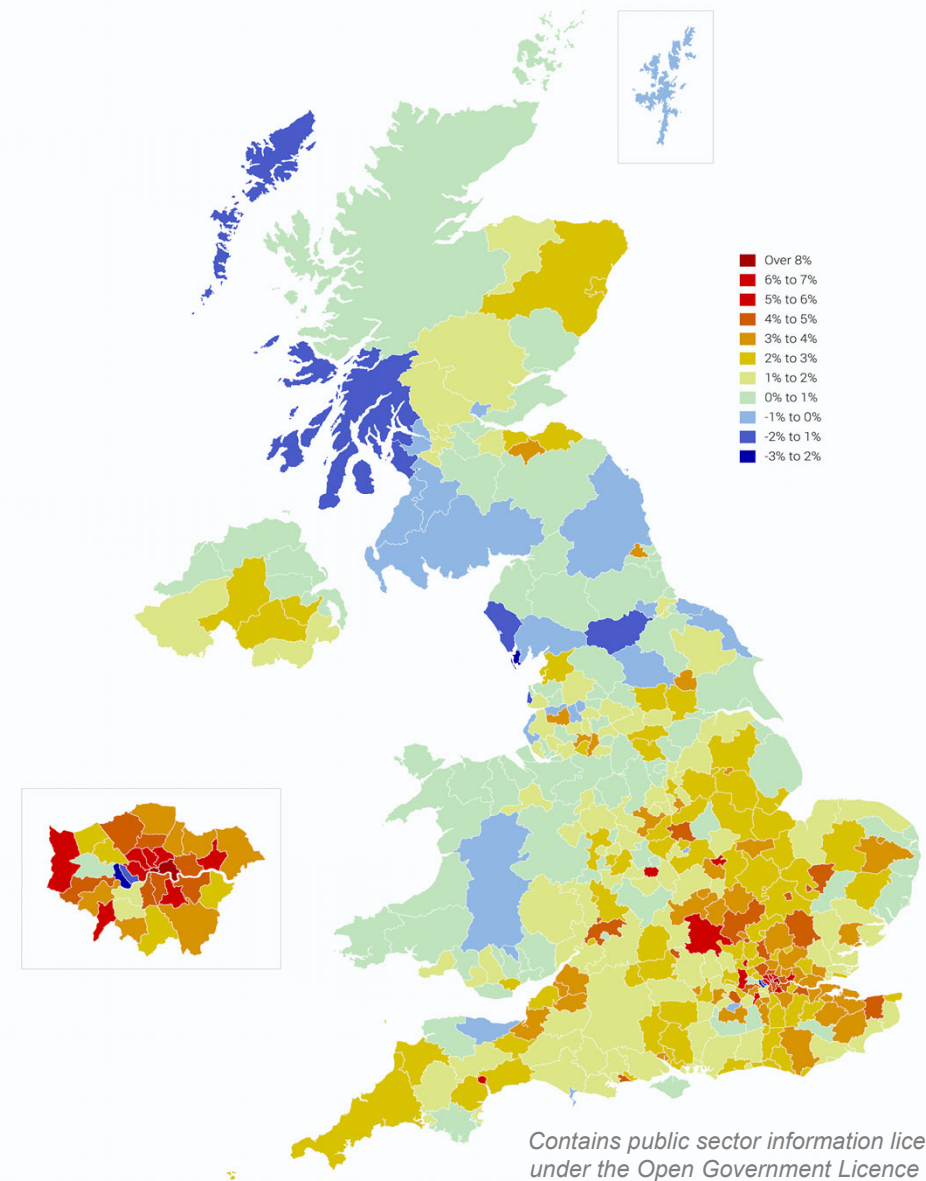 Over 8%
6% to 7%
5% to 6%
4% to 5%
3% to 4%
2% to 3%
1% to 2%
0% to 1%
-1% to 0%
-2% to 1%
-3% to 2%
Contains public sector information lice
under the Open Government Licence